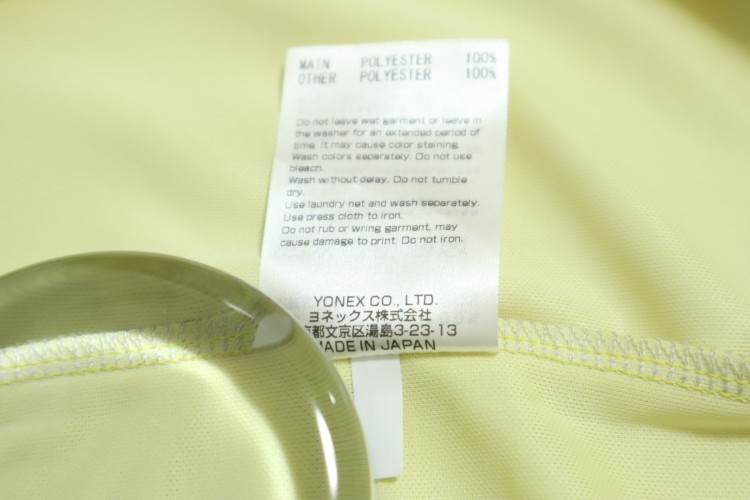 MAIN POLYESTER 100%
OTHER POLYESTER 100%
Do not leave wet garment or leave in
the washer for an extended period of
time. It may cause color staining.
Wash colors separately. Do not use
bleach.
Wash without delay. Do not tumble
dry.
Use laundry net and wash separately.
Use press cloth to iron.
Do not rub or wring garment, may
cause damage to print. Do not iron.
YONEX CO., LTD.
ヨネックス株式会社
京都文京区湯島3-23-13
MADE IN JAPAN